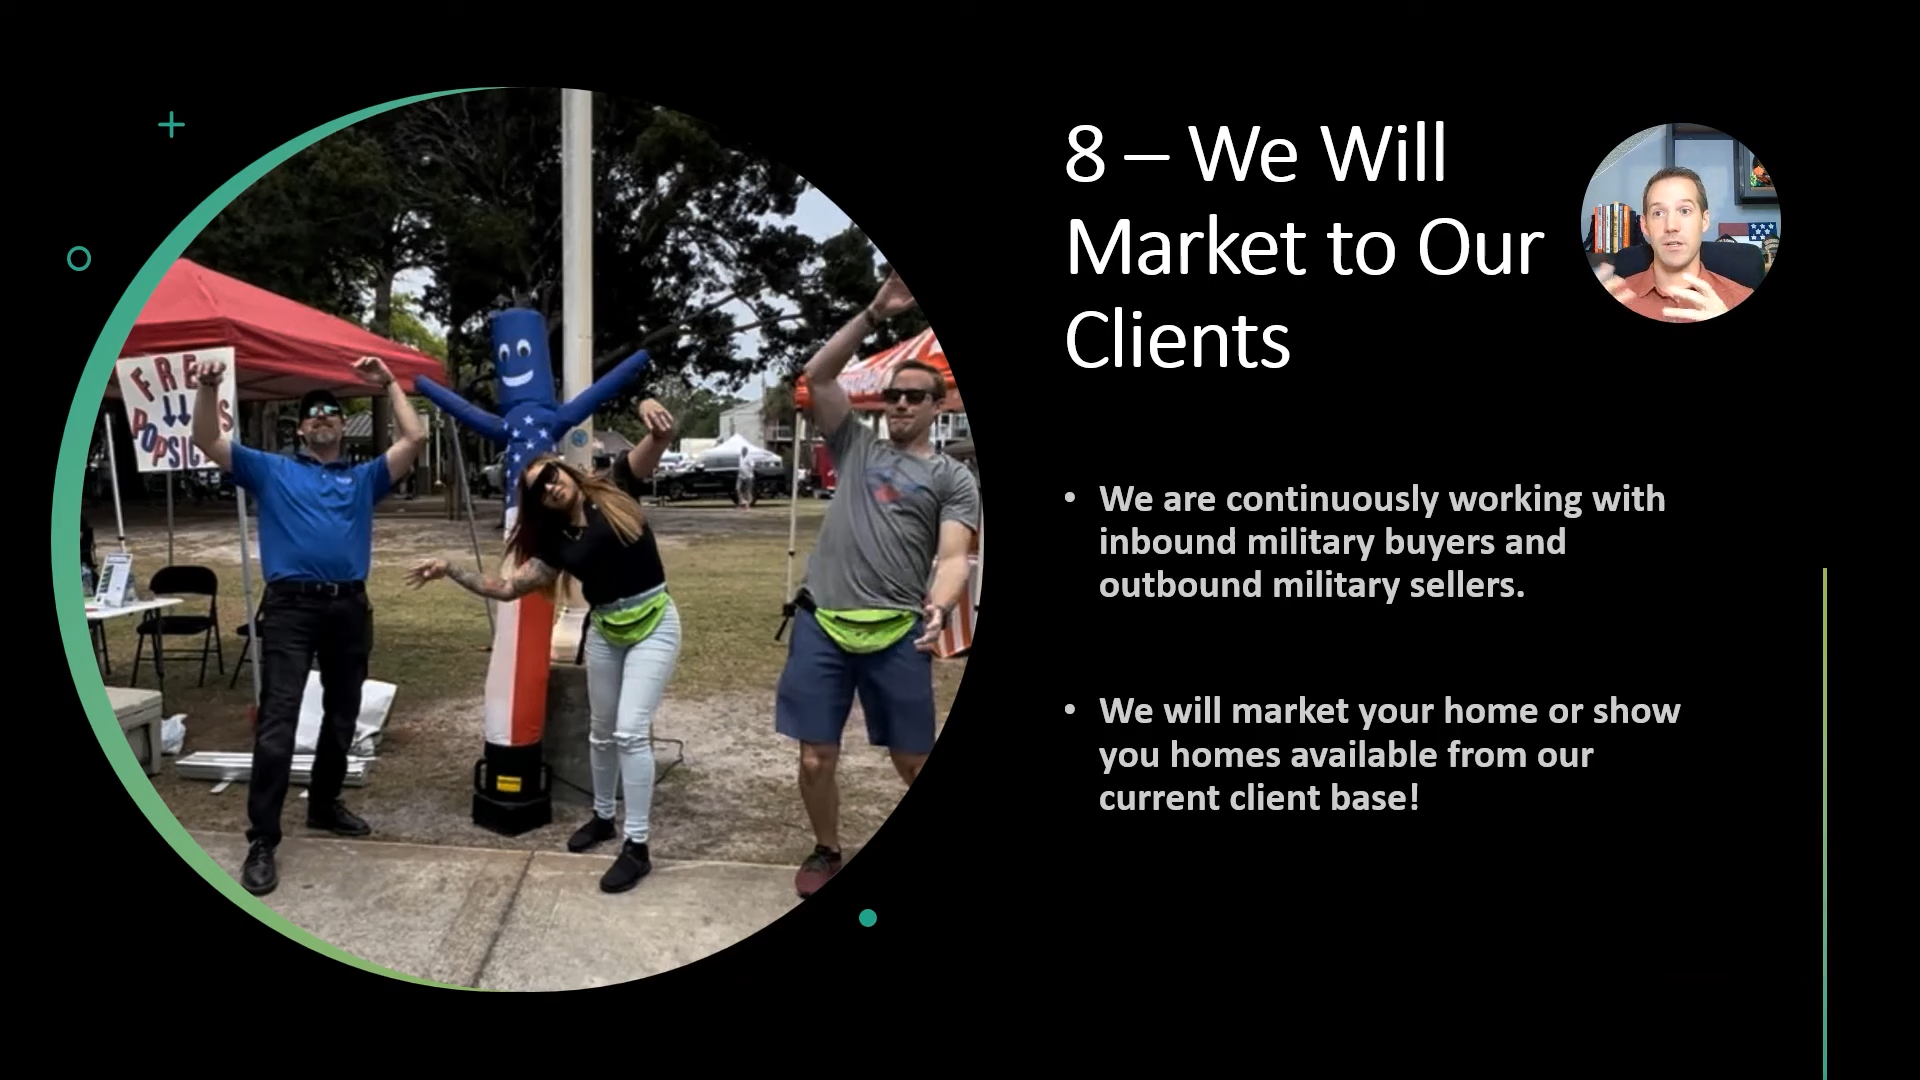 8 – We Will
Market to Our
Clients
• We are continuously working with
inbound military buyers and
outbound military sellers.
• We will market your home or show
you homes available from our
current client base!
FREE